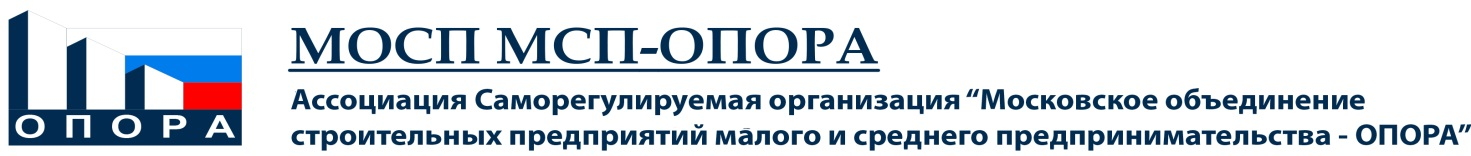 ОПОРА
МОСП МСП-ОПОРА
Ассоциация Саморегулируемая организация “Московское объединение
строительных предприятий малого и среднего предпринимательства - ОПОРА”